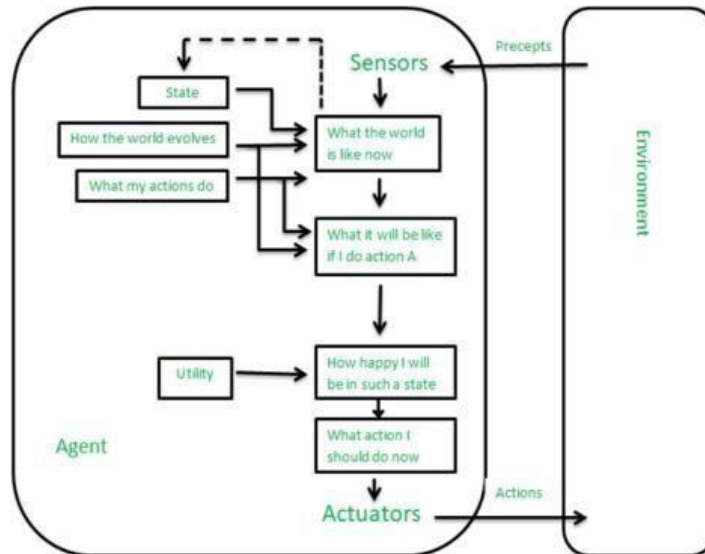 Precepts
Sensors
State
What the world
is like now
How the world evolves
What my actions do
Environment
What it will be like
if I do action A
Utility
How happy I will
be in such a state
What action I
should do now
Agent
Actuators
Actions